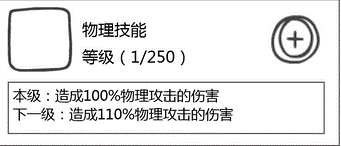 物理技能
等级（1/250）
本级：造成100%物理攻击的伤害
下一级：造成110%物理攻击的伤害